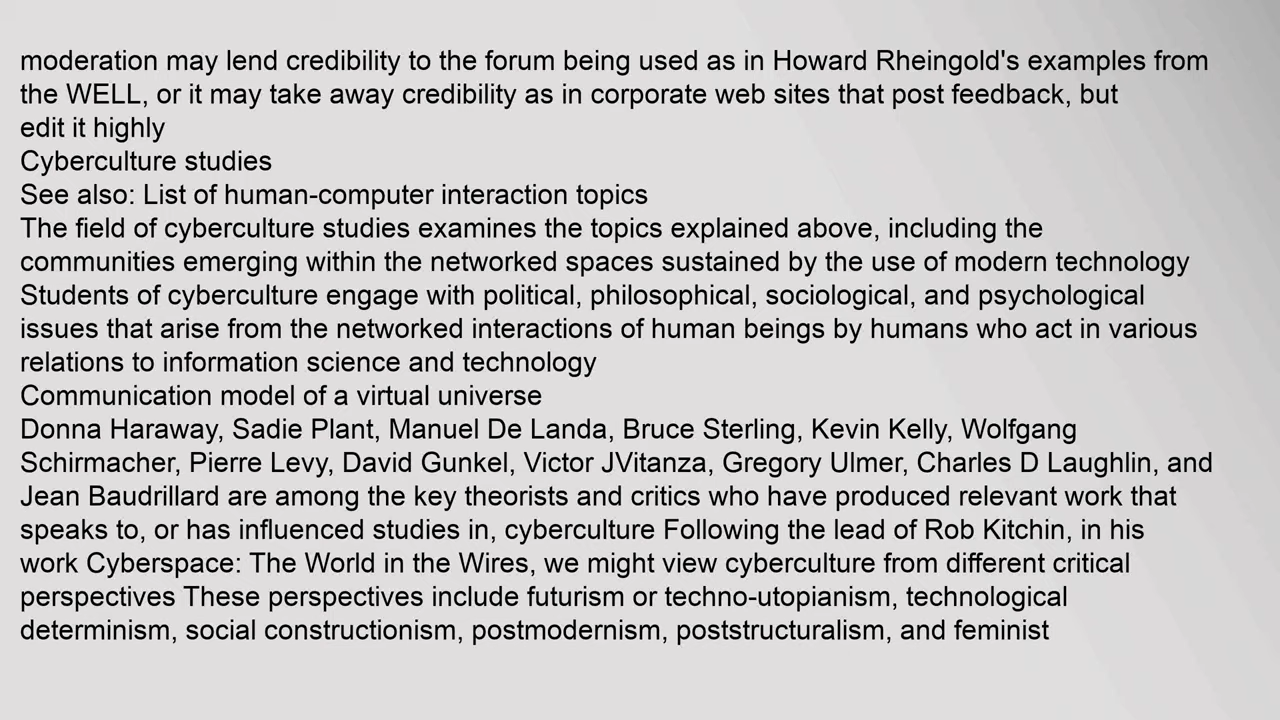 moderation may lend credibility to the forum being used as in Howard Rheingold's examples from
the WELL, or it may take away credibility as in corporate web sites that post feedback, but
edit it highly
Cyberculture studies
See also: List of human-computer interaction topics
The field of cyberculture studies examines the topics explained above, including the
communities emerging within the networked spaces sustained by the use of modern technology
Students of cyberculture engage with political, philosophical, sociological, and psychological
issues that arise from the networked interactions of human beings by humans who act in various
relations to information science and technology
Communication model of a virtual universe
Donna Haraway, Sadie Plant, Manuel De Landa, Bruce Sterling, Kevin Kelly, Wolfgang
Schirmacher, Pierre Levy, David Gunkel, Victor JVitanza, Gregory Ulmer, Charles D Laughlin, and
Jean Baudrillard are among the key theorists and critics who have produced relevant work that
speaks to, or has influenced studies in, cyberculture Following the lead of Rob Kitchin, in his
work Cyberspace: The World in the Wires, we might view cyberculture from different critical
perspectives These perspectives include futurism or techno-utopianism, technological
determinism, social constructionism, postmodernism, poststructuralism, and feminist